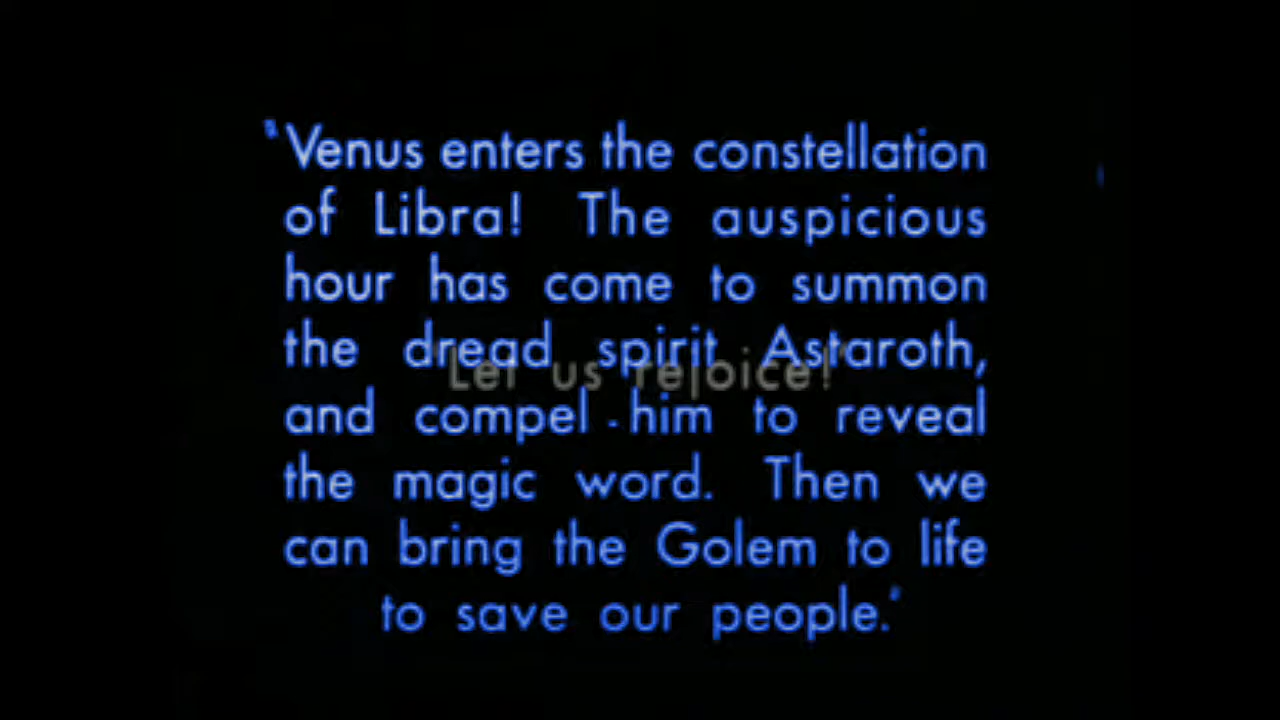 "Venus enters the constellation
of Libra! The auspicious
hour has come to summon
the dread spirit Astaroth,
"Let us rejoice!"
and compel - him to reveal
the magic word. Then we
can bring the Golem to life
to save our people."